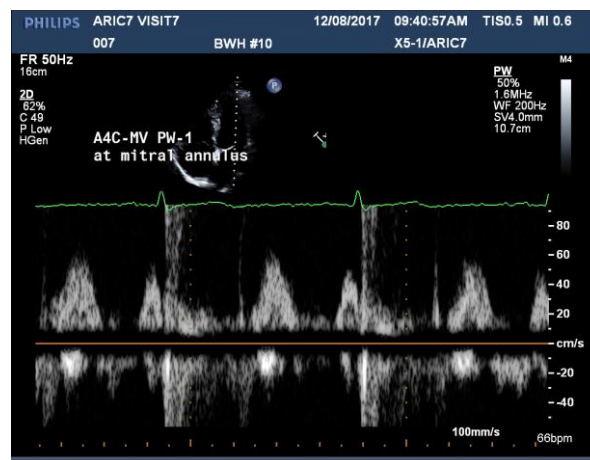 PHILIPS ARIC7 VISIT7 12/08/2017 09:40:57AM TIS0.5 MI 0.6
007 BWH #10 X5-1/ARIC7
FR 50Hz
16cm
M4
2D
62%
C 49
P Low
HGen
PW
50%
1.6MHz
WF 200Hz
SV4.0mm
10.7cm
P
A4C-MV PW-1
at mitral annulus
80
60
40
20
cm/s
-20
-40
100mm/s
66bpm